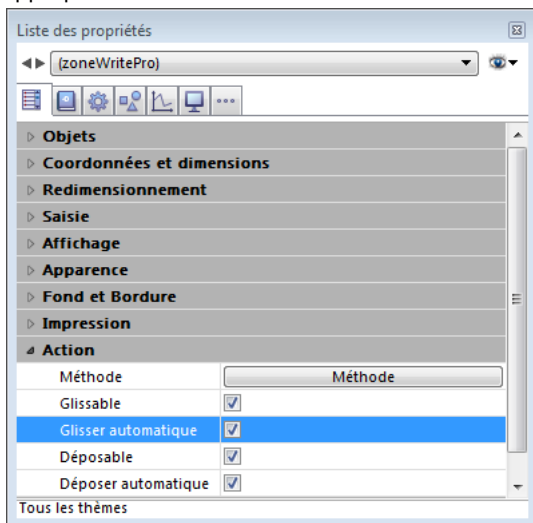 Liste des propriétés
(zoneWritePro)
Objets
Coordonnées et dimensions
Redimensionnement
Saisie
Affichage
Apparence
Fond et Bordure
Impression
Action
Méthode Méthode
Glissable
Glisser automatique
Déposable
Déposer automatique
Tous les thèmes